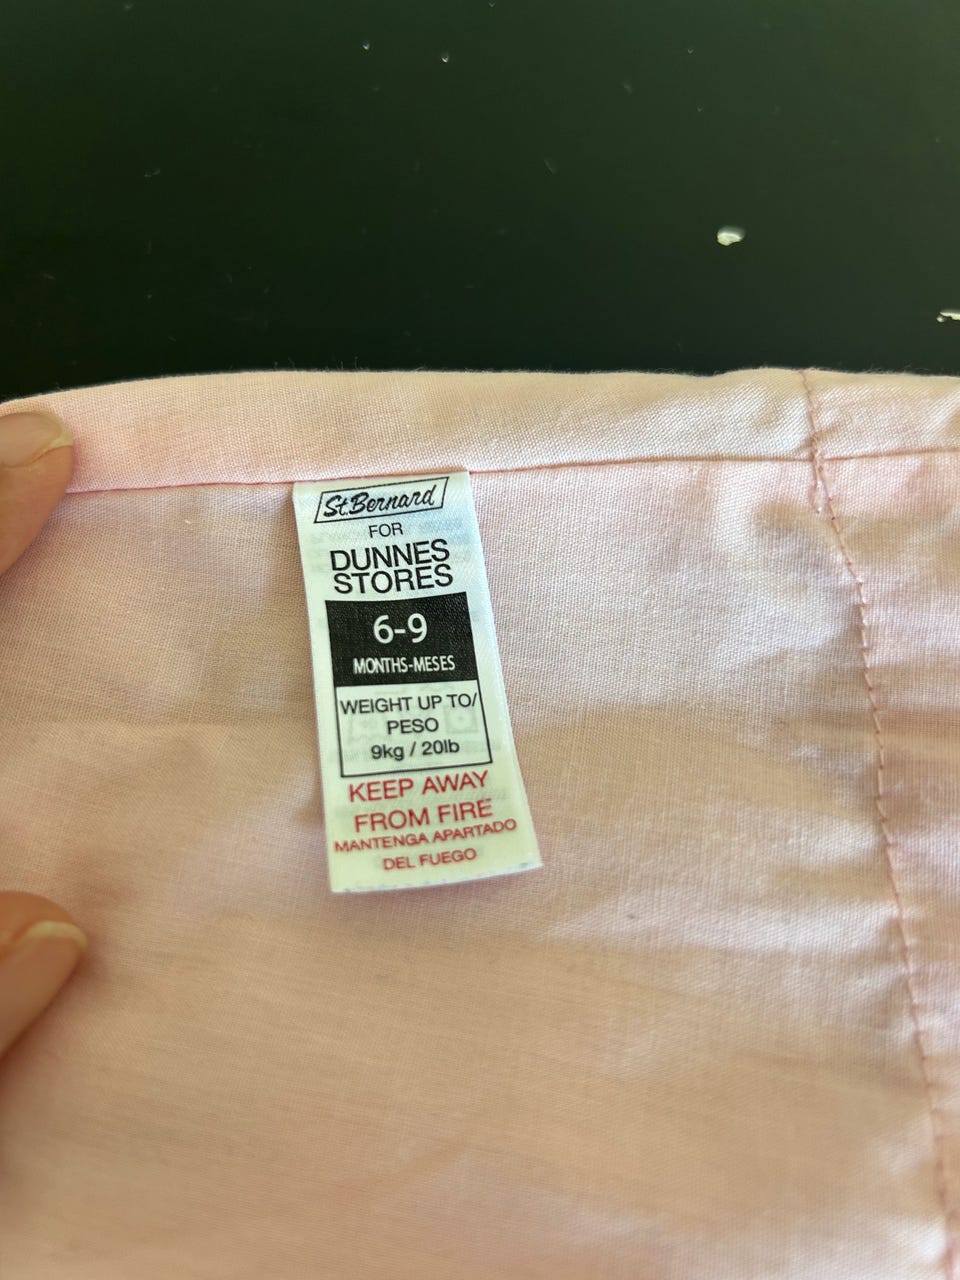 St.Bernard
FOR
DUNNES
STORES
6-9
MONTHS-MESES
WEIGHT UP TO/
PESO
9kg / 20lb
KEEP AWAY
FROM FIRE
MANTENGA APARTADO
DEL FUEGO